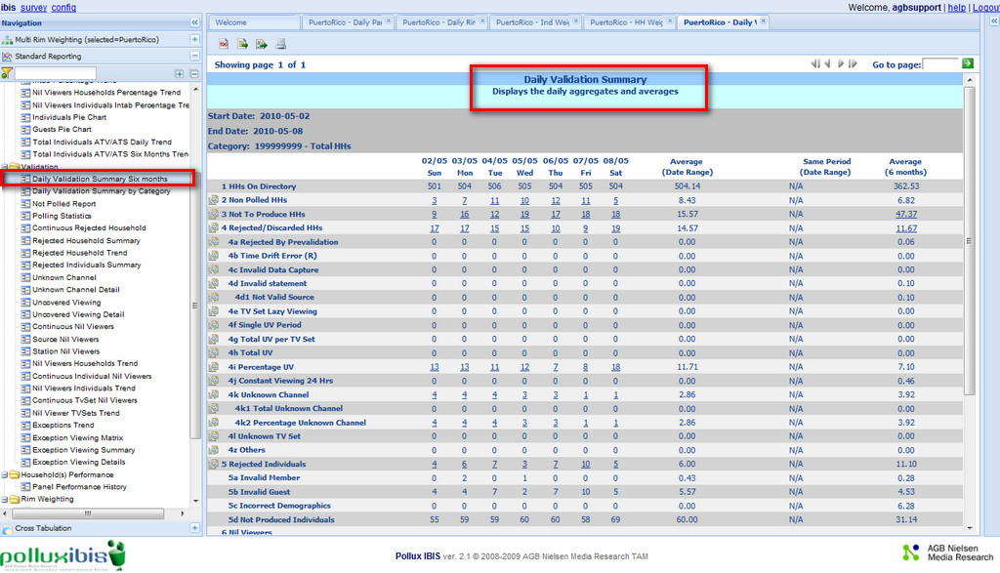 ibis survey config
Welcome, agbsupport | help | Logou
Navigation
Multi Rim Weighting (selected=PuertoRico)
Standard Reporting
Nil Viewers Households Percentage Trend
Nil Viewers Individuals Intab Percentage Tre
Individuals Pie Chart
Guests Pie Chart
Total Individuals ATV/ATS Daily Trend
Total Individuals ATV/ATS Six Months Tren
Validation
Daily Validation Summary Six months
Daily Validation Summary by Category
Not Polled Report
Polling Statistics
Continuous Rejected Household
Rejected Household Summary
Rejected Household Trend
Rejected Individuals Summary
Unknown Channel
Unknown Channel Detail
Uncovered Viewing
Uncovered Viewing Detail
Continuous Nil Viewers
Source Nil Viewers
Station Nil Viewers
Nil Viewers Households Trend
Continuous Individual Nil Viewers
Nil Viewers Individuals Trend
Continuous TvSet Nil Viewers
Nil Viewer TVSets Trend
Exceptions Trend
Exception Viewing Matrix
Exception Viewing Summary
Exception Viewing Details
Household(s) Performance
Panel Performance History
Rim Weighting
Cross Tabulation
Welcome PuertoRico - Daily Pa PuertoRico - Daily Rim PuertoRico - Ind Wei PuertoRico - HH Weig PuertoRico - Daily V
Showing page 1 of 1
Go to page:
Daily Validation Summary
Displays the daily aggregates and averages
Start Date: 2010-05-02
End Date: 2010-05-08
Category: 199999999 - Total HHs
02/05 03/05 04/05 05/05 06/05 07/05 08/05 Average Same Period Average
Sun Mon Tue Wed Thu Fri Sat (Date Range) (Date Range) (6 months)
1 HHs On Directory 501 504 506 505 504 505 504 504.14 N/A 362.53
2 Non Polled HHs 3 7 11 10 12 11 5 8.43 N/A 6.82
3 Not To Produce HHs 9 16 12 19 17 18 18 15.57 N/A 47.37
4 Rejected/Discarded HHs 17 17 15 15 10 9 19 14.57 N/A 11.67
4a Rejected By Prevalidation 0 0 0 0 0 0 0 0.00 N/A 0.06
4b Time Drift Error (R) 0 0 0 0 0 0 0 0.00 N/A 0.00
4c Invalid Data Capture 0 0 0 0 0 0 0 0.00 N/A 0.00
4d Invalid statement 0 0 0 0 0 0 0 0.00 N/A 0.10
4d1 Not Valid Source 0 0 0 0 0 0 0 0.00 N/A 0.10
4e TV Set Lazy Viewing 0 0 0 0 0 0 0 0.00 N/A 0.00
4f Single UV Period 0 0 0 0 0 0 0 0.00 N/A 0.00
4g Total UV per TV Set 0 0 0 0 0 0 0 0.00 N/A 0.00
4h Total UV 0 0 0 0 0 0 0 0.00 N/A 0.00
4i Percentage UV 13 13 11 12 7 8 18 11.71 N/A 7.10
4j Constant Viewing 24 Hrs 0 0 0 0 0 0 0 0.00 N/A 0.46
4k Unknown Channel 4 4 4 3 3 1 1 2.86 N/A 3.92
4k1 Total Unknown Channel 0 0 0 0 0 0 0 0.00 N/A 0.00
4k2 Percentage Unknown Channel 4 4 4 3 3 1 1 2.86 N/A 3.92
4l Unknown TV Set 0 0 0 0 0 0 0 0.00 N/A 0.00
4z Others 0 0 0 0 0 0 0 0.00 N/A 0.00
5 Rejected Individuals 4 6 7 3 7 10 5 6.00 N/A 11.10
5a Invalid Member 0 2 0 1 0 0 0 0.43 N/A 0.28
5b Invalid Guest 4 4 7 2 7 10 5 5.57 N/A 4.53
5c Incorrect Demographics 0 0 0 0 0 0 0 0.00 N/A 6.28
5d Not Produced Individuals 55 59 59 60 60 58 69 60.00 N/A 31.14
6 Nil Viewers
polluxibis
Pollux IBIS ver. 2.1 © 2008-2009 AGB Nielsen Media Research TAM
AGB Nielsen
Media Research